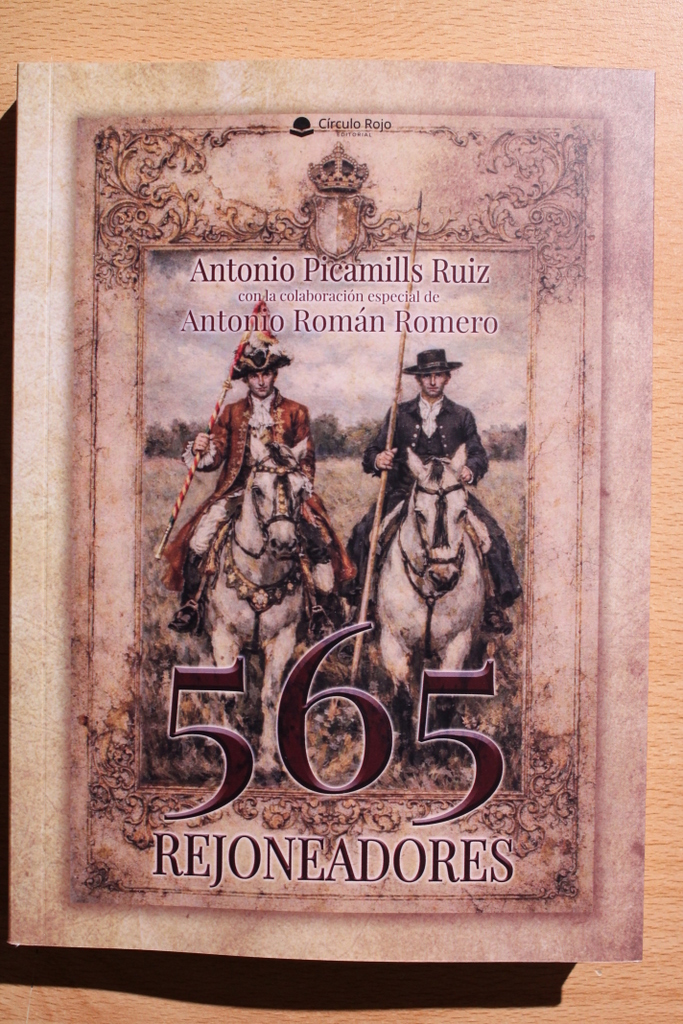 Círculo Rojo
EDITORIAL
Antonio Picamills Ruiz
con la colaboración especial de
Antonio Román Romero
565
REJONEADORES